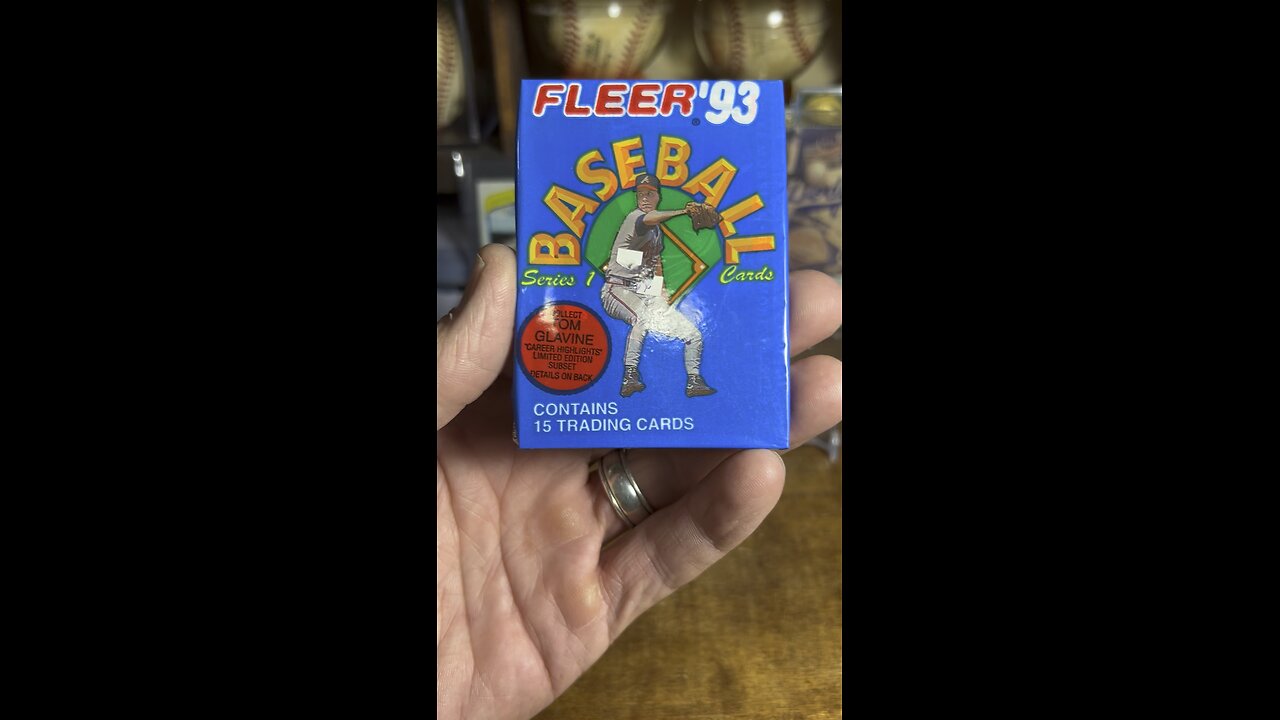 FLEER'93
®
BASEBALL
Series 1 Cards
COLLECT
TOM
GLAVINE
"CAREER HIGHLIGHTS"
LIMITED EDITION
SUBSET
DETAILS ON BACK
CONTAINS
15 TRADING CARDS